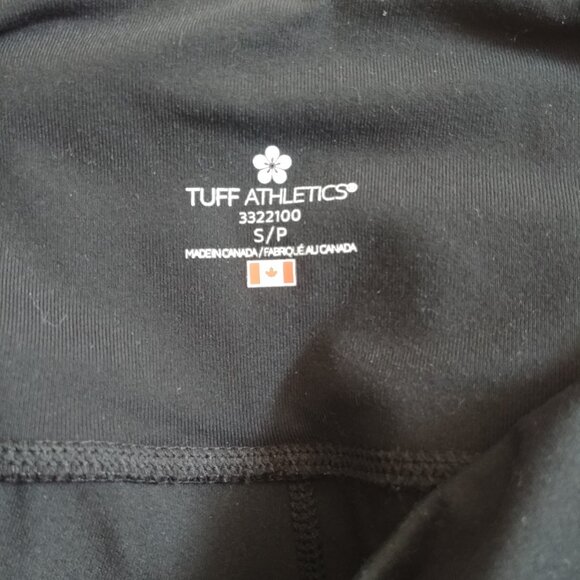 TUFF ATHLETICS®
3322100
S/P
MADE IN CANADA / FABRIQUÉ AU CANADA